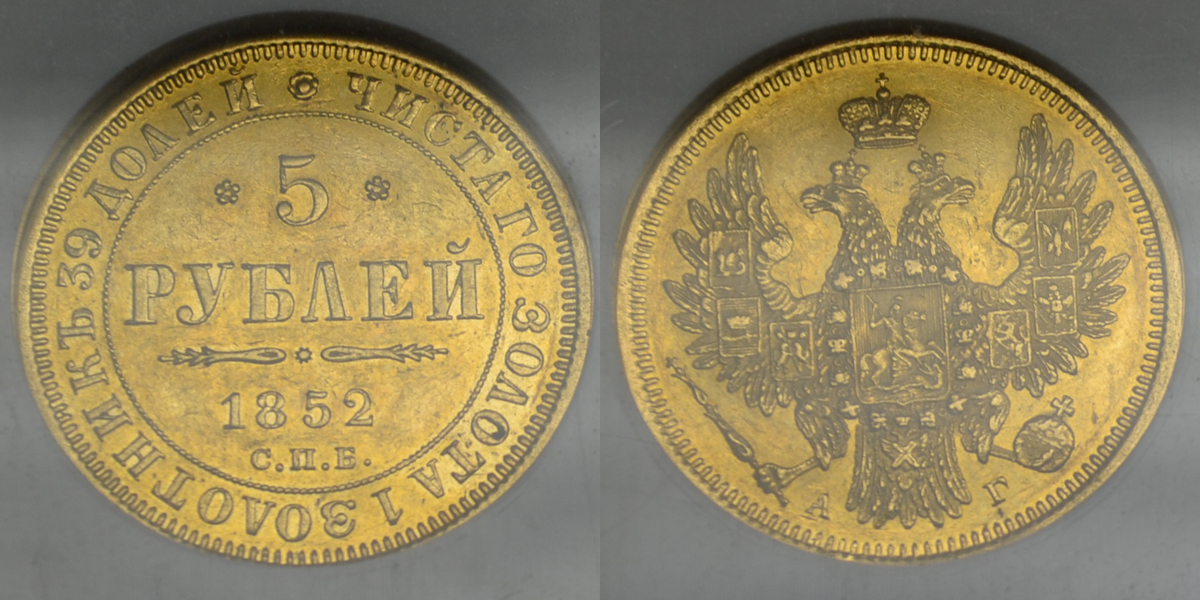 ЧИСТАГО ЗОЛОТА 1 ЗОЛОТНИКЪ 39 ДОЛЕЙ
5
РУБЛЕЙ
1852
С.П.Б.
А Г